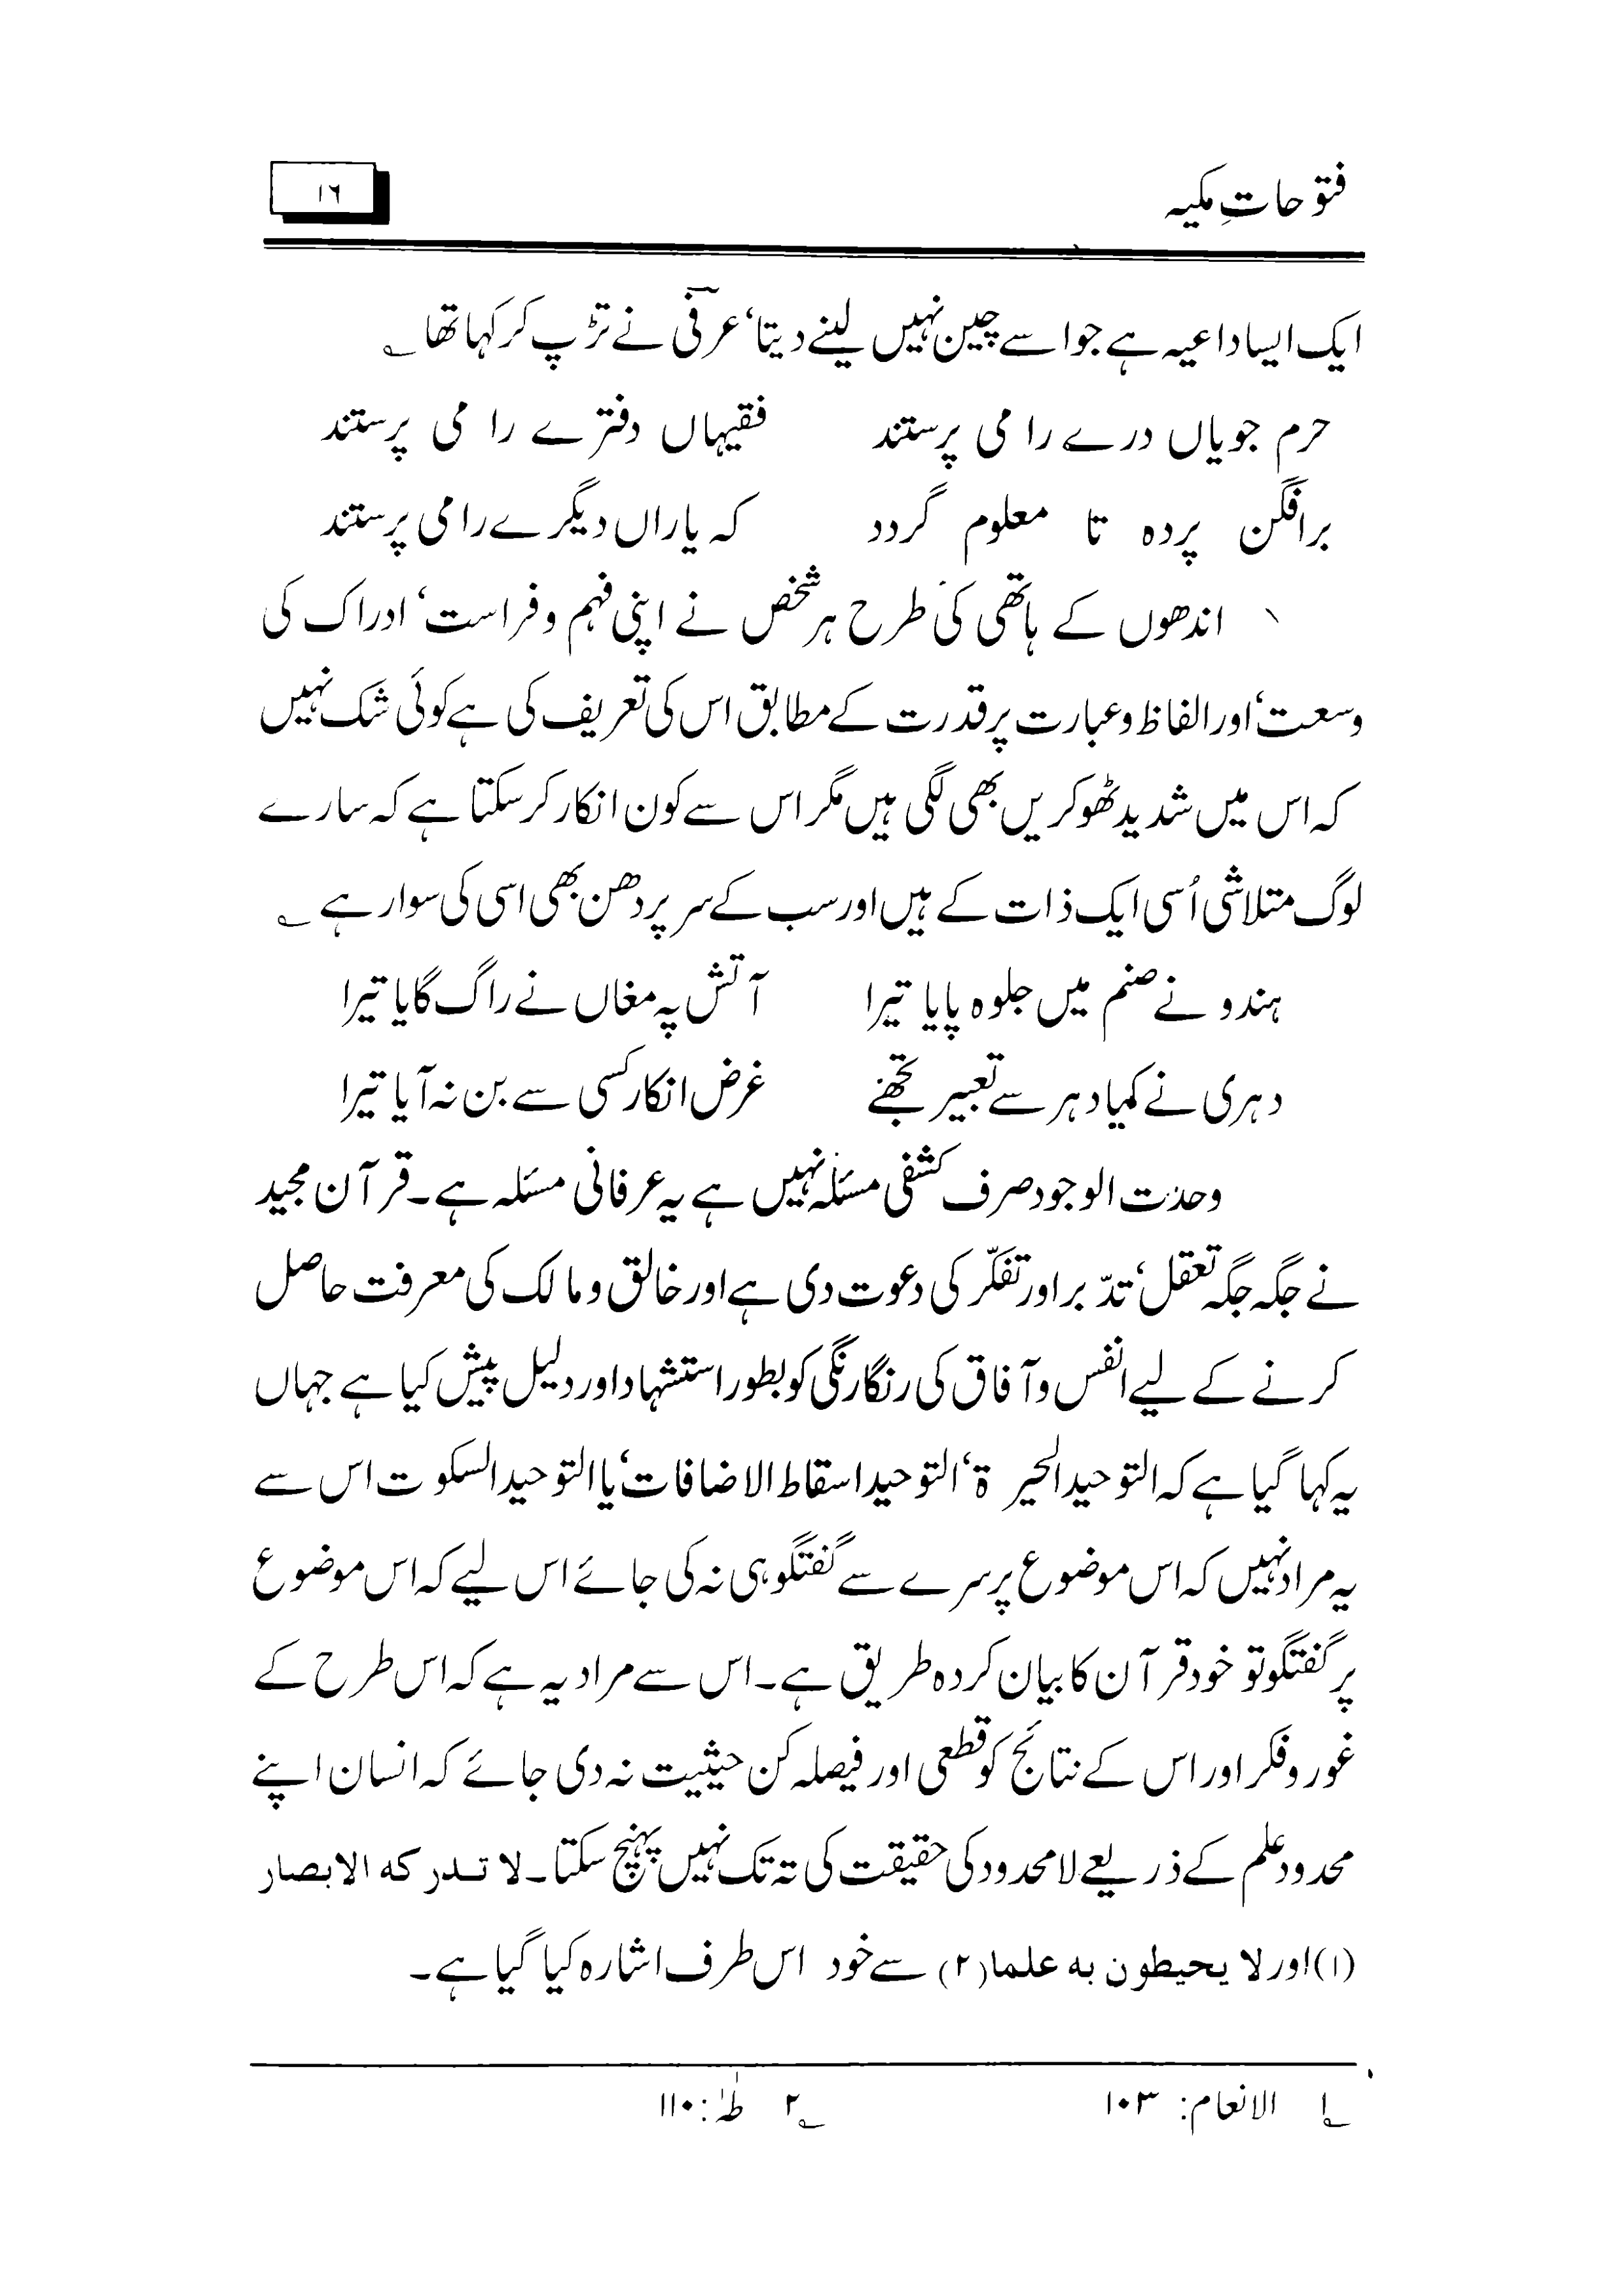 فتوحاتِ مکیہ
۱۶
ایک ایسا داعیہ ہے جو اسے چین نہیں لینے دیتا‘ عرفیؔ نے تڑپ کر کہا تھا ؎
حرم جویاں درے را می پرستند فقیہاں دفترے را می پرستند
برافگن پردہ تا معلوم گردد کہ یاراں دیگرے را می پرستند
اندھوں کے ہاتھی کی طرح ہر شخص نے اپنی فہم و فراست‘ ادراک کی
وسعت‘ اور الفاظ و عبارت پر قدرت کے مطابق اس کی تعریف کی ہے کوئی شک نہیں
کہ اس میں شدید ٹھوکریں بھی لگی ہیں مگر اس سے کون انکار کر سکتا ہے کہ سارے
لوگ متلاشی اُسی ایک ذات کے ہیں اور سب کے سر پر دھن بھی اسی کی سوار ہے ؎
ہندو نے صنم میں جلوہ پایا تیرا آتش پہ مغاں نے راگ گایا تیرا
دہری نے کیا دہر سے تعبیر تجھے غرض انکار کسی سے بن نہ آیا تیرا
وحدت الوجود صرف کشفی مسئلہ نہیں ہے یہ عرفانی مسئلہ ہے۔ قرآن مجید
نے جگہ جگہ تعقل‘ تدّبر اور تفکّر کی دعوت دی ہے اور خالق و مالک کی معرفت حاصل
کرنے کے لیے انفس و آفاق کی رنگارنگی کو بطور استشہاد اور دلیل پیش کیا ہے جہاں
یہ کہا گیا ہے کہ التوحید الحیرۃ‘ التوحید اسقاط الاضافات‘ یا التوحید السکوت اس سے
یہ مراد نہیں کہ اس موضوع پر سرے سے گفتگو ہی نہ کی جائے اس لیے کہ اس موضوع
پر گفتگو تو خود قرآن کا بیان کردہ طریق ہے۔ اس سے مراد یہ ہے کہ اس طرح کے
غور و فکر اور اس کے نتائج کو قطعی اور فیصلہ کن حیثیت نہ دی جائے کہ انسان اپنے
محدود علم کے ذریعے لامحدود کی حقیقت کی تہ تک نہیں پہنچ سکتا۔ لا تدرکه الابصار
(۱) اور لا یحیطون به علما (۲) سے خود اس طرف اشارہ کیا گیا ہے۔
۱؎ الانعام: ۱۰۳ ۲؎ طٰہٰ: ۱۱۰